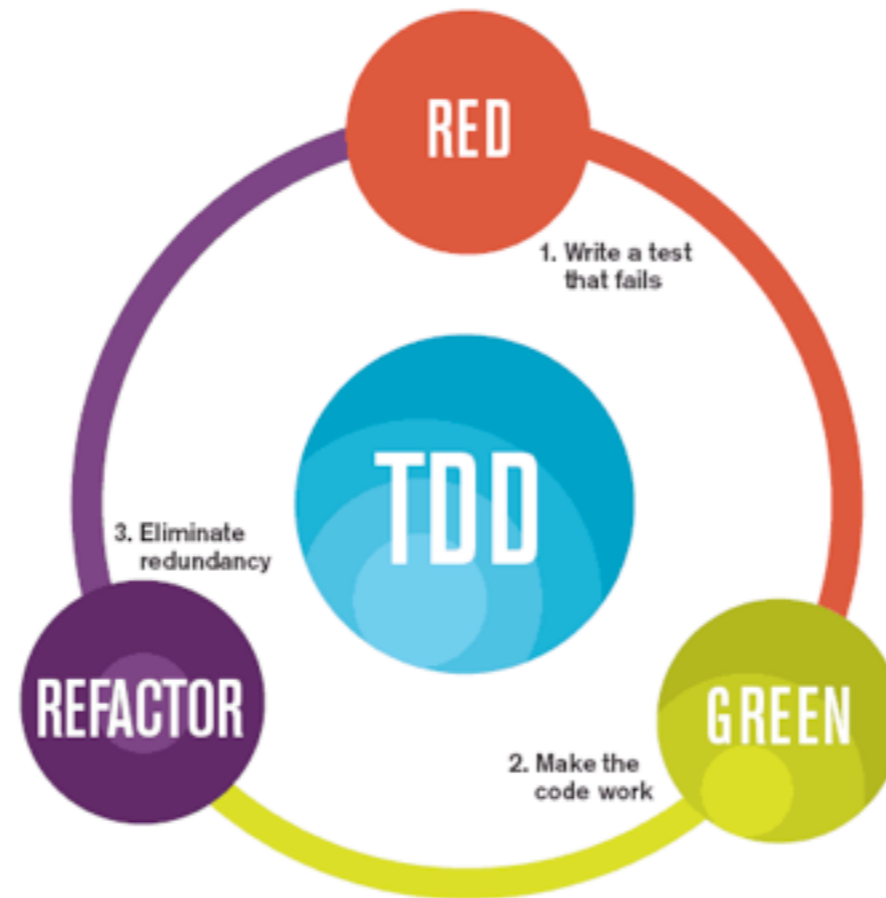 RED
1. Write a test
that fails
TDD
3. Eliminate
redundancy
REFACTOR
GREEN
2. Make the
code work